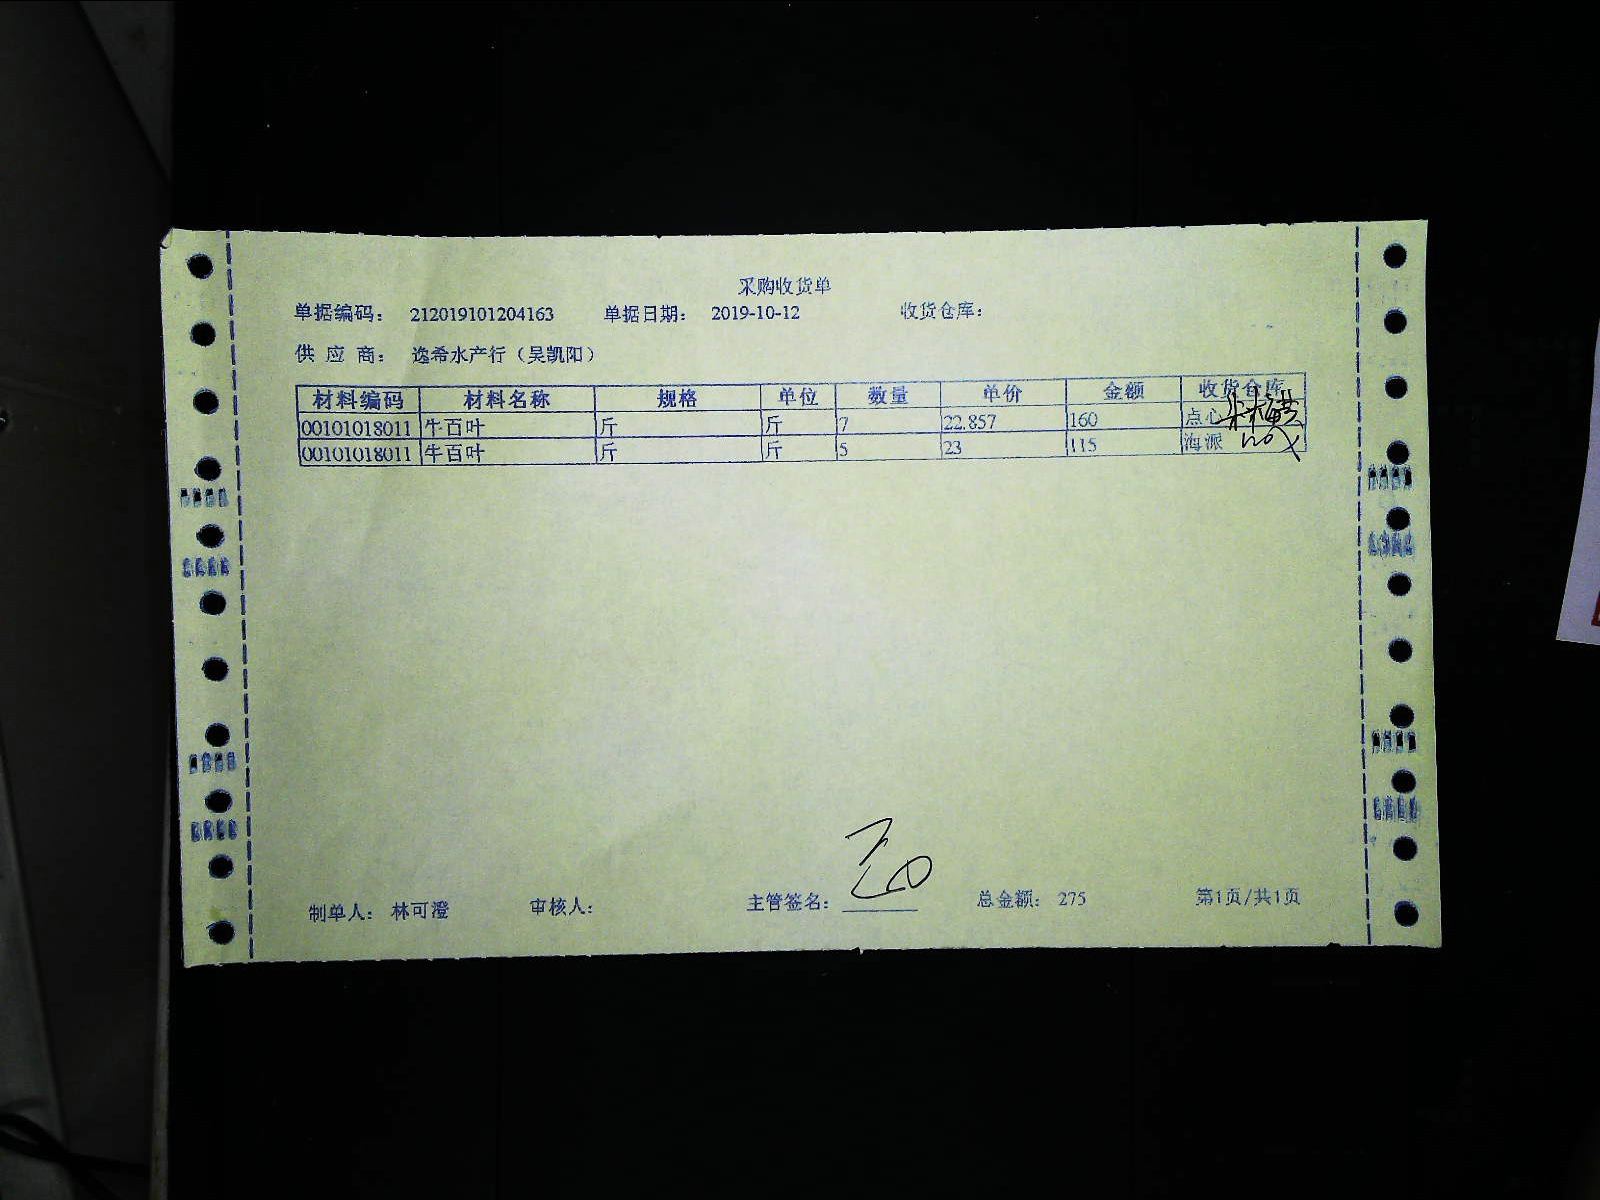 采购收货单
单据编码： 212019101204163 单据日期： 2019-10-12 收货仓库：
供 应 商： 逸希水产行（吴凯阳）
材料编码 材料名称 规格 单位 数量 单价 金额 收货仓库
00101018011 牛百叶 斤 斤 7 22.857 160 点心
00101018011 牛百叶 斤 斤 5 23 115 海派
制单人： 林可澄 审核人： 主管签名： 总金额： 275 第1页/共1页